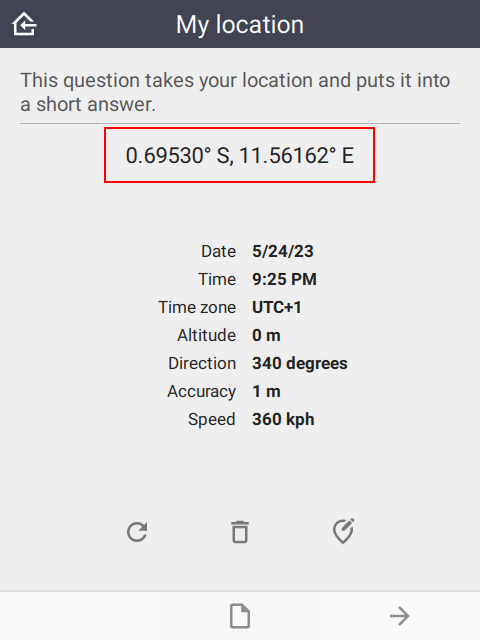 My location
This question takes your location and puts it into
a short answer.
0.69530° S, 11.56162° E
Date 5/24/23
Time 9:25 PM
Time zone UTC+1
Altitude 0 m
Direction 340 degrees
Accuracy 1 m
Speed 360 kph